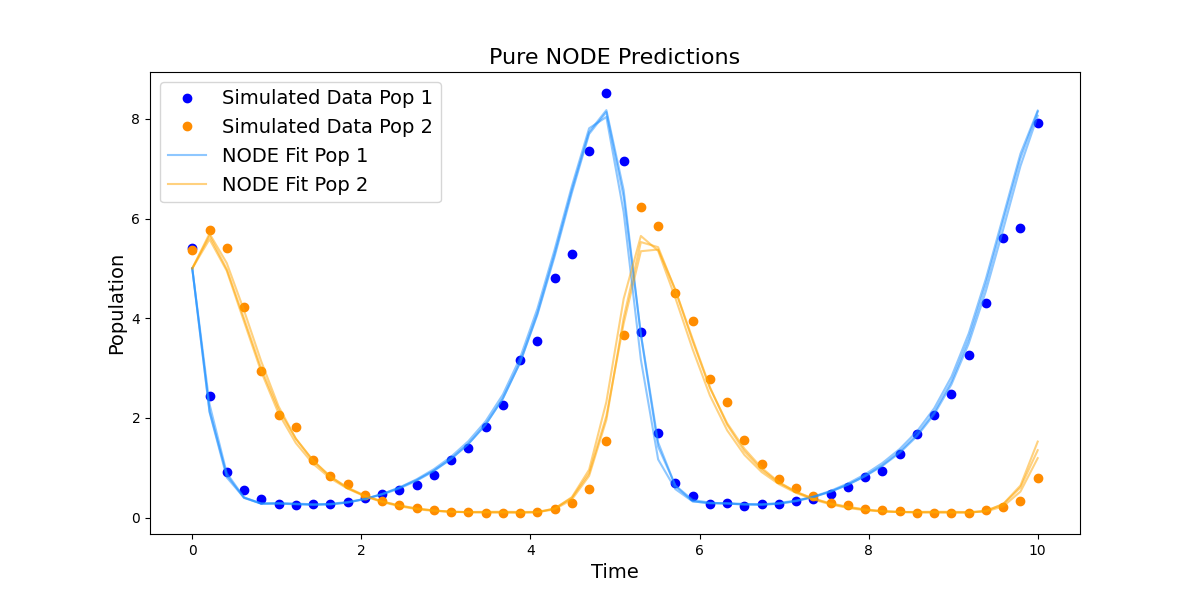 Pure NODE Predictions
Simulated Data Pop 1
Simulated Data Pop 2
NODE Fit Pop 1
NODE Fit Pop 2
Population
8
6
4
2
0
0 2 4 6 8 10
Time